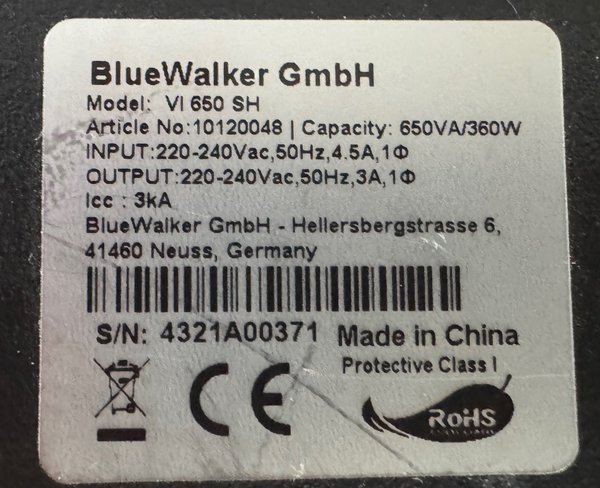 BlueWalker GmbH
Model: VI 650 SH
Article No:10120048 | Capacity: 650VA/360W
INPUT:220-240Vac,50Hz,4.5A,1Φ
OUTPUT:220-240Vac,50Hz,3A,1Φ
Icc : 3kA
BlueWalker GmbH - Hellersbergstrasse 6,
41460 Neuss, Germany
S/N: 4321A00371 Made in China
Protective Class I
CE
RoHS